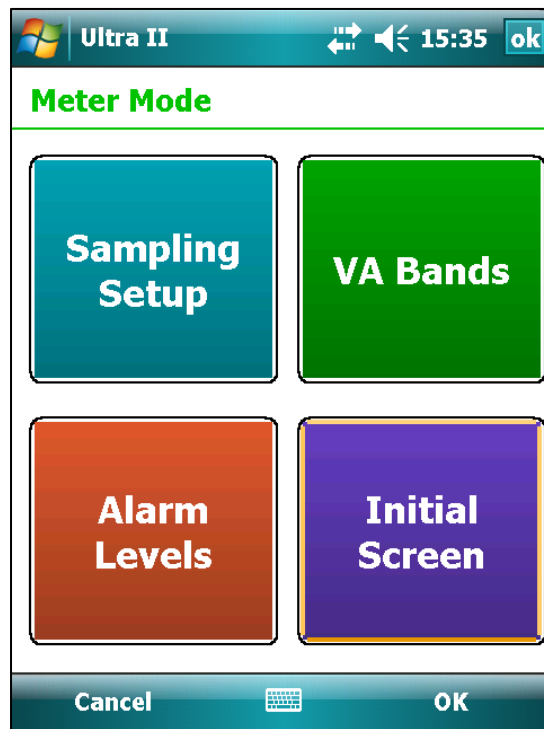 Ultra II 15:35 ok
Meter Mode
Sampling
Setup
VA Bands
Alarm
Levels
Initial
Screen
Cancel OK